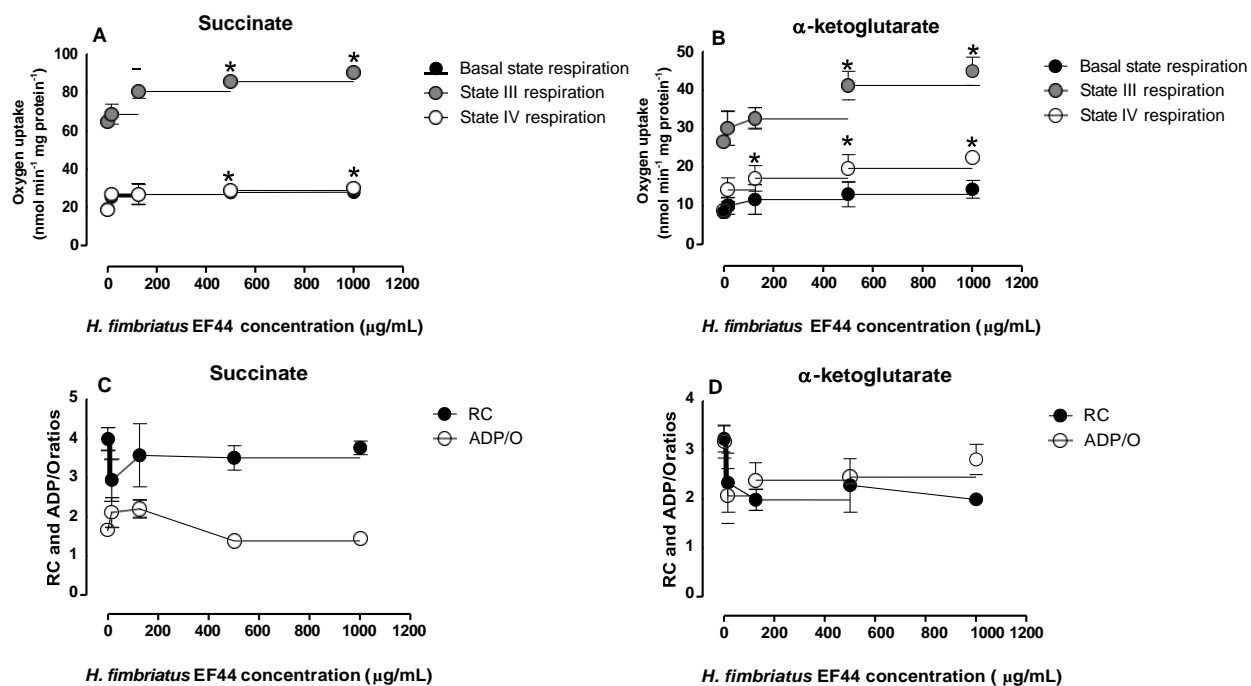 A
Succinate
100
80
60
40
20
0
Oxygen uptake
(nmol min⁻¹ mg protein⁻¹)
*
*
*
*
0 200 400 600 800 1000 1200
H. fimbriatus EF44 concentration (µg/mL)
Basal state respiration
State III respiration
State IV respiration
B
α-ketoglutarate
50
40
30
20
10
0
Oxygen uptake
(nmol min⁻¹ mg protein⁻¹)
*
*
*
*
*
0 200 400 600 800 1000 1200
H. fimbriatus EF44 concentration (µg/mL)
Basal state respiration
State III respiration
State IV respiration
C
Succinate
5
4
3
2
1
0
RC and ADP/Oratios
0 200 400 600 800 1000 1200
H. fimbriatus EF44 concentration (µg/mL)
RC
ADP/O
D
α-ketoglutarate
4
3
2
1
0
RC and ADP/Oratios
0 200 400 600 800 1000 1200
H. fimbriatus EF44 concentration ( µg/mL)
RC
ADP/O